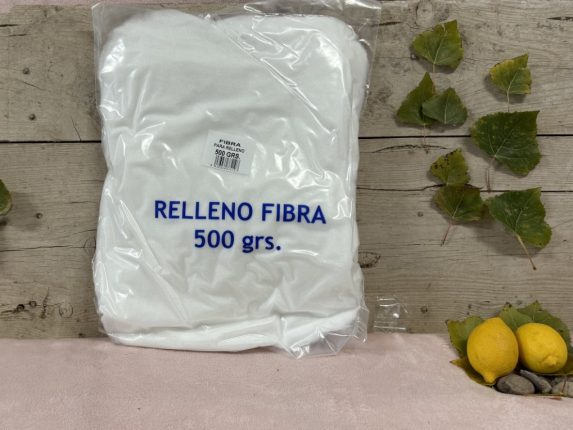 FIBRA
PARA RELLENO
500 GRS.
RELLENO FIBRA
500 grs.